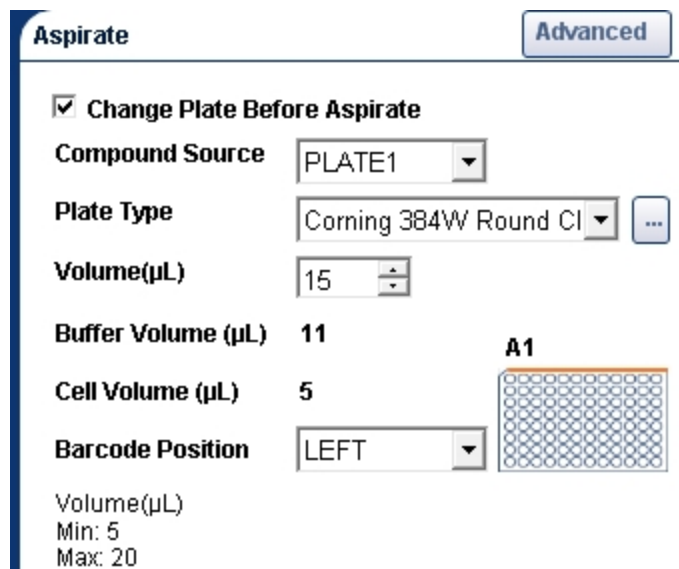 Aspirate
Advanced
Change Plate Before Aspirate
Compound Source PLATE1
Plate Type Corning 384W Round Cl ...
Volume(µL) 15
Buffer Volume (µL) 11
A1
Cell Volume (µL) 5
Barcode Position LEFT
Volume(µL)
Min: 5
Max: 20